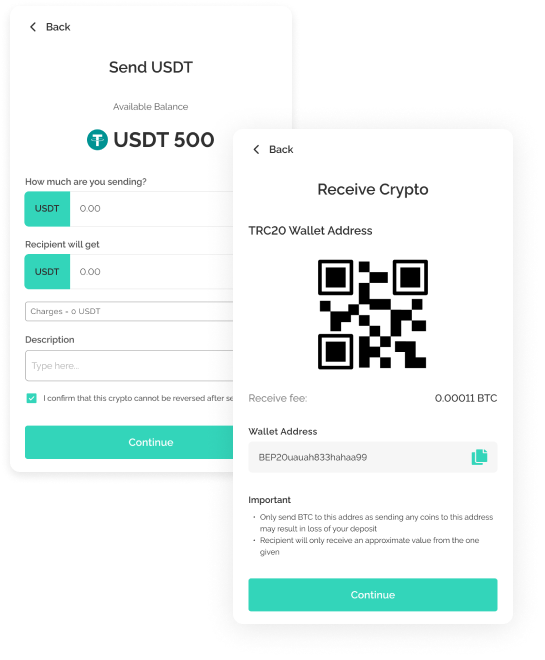 Back
Send USDT
Available Balance
USDT 500
How much are you sending?
USDT 0.00
Recipient will get
USDT 0.00
Charges = 0 USDT
Description
Type here...
I confirm that this crypto cannot be reversed after se
Continue
Back
Receive Crypto
TRC20 Wallet Address
Receive fee: 0.00011 BTC
Wallet Address
BEP20uauah833hahaa99
Important
• Only send BTC to this addres as sending any coins to this address
may result in loss of your deposit
• Recipient will only receive an approximate value from the one
given
Continue